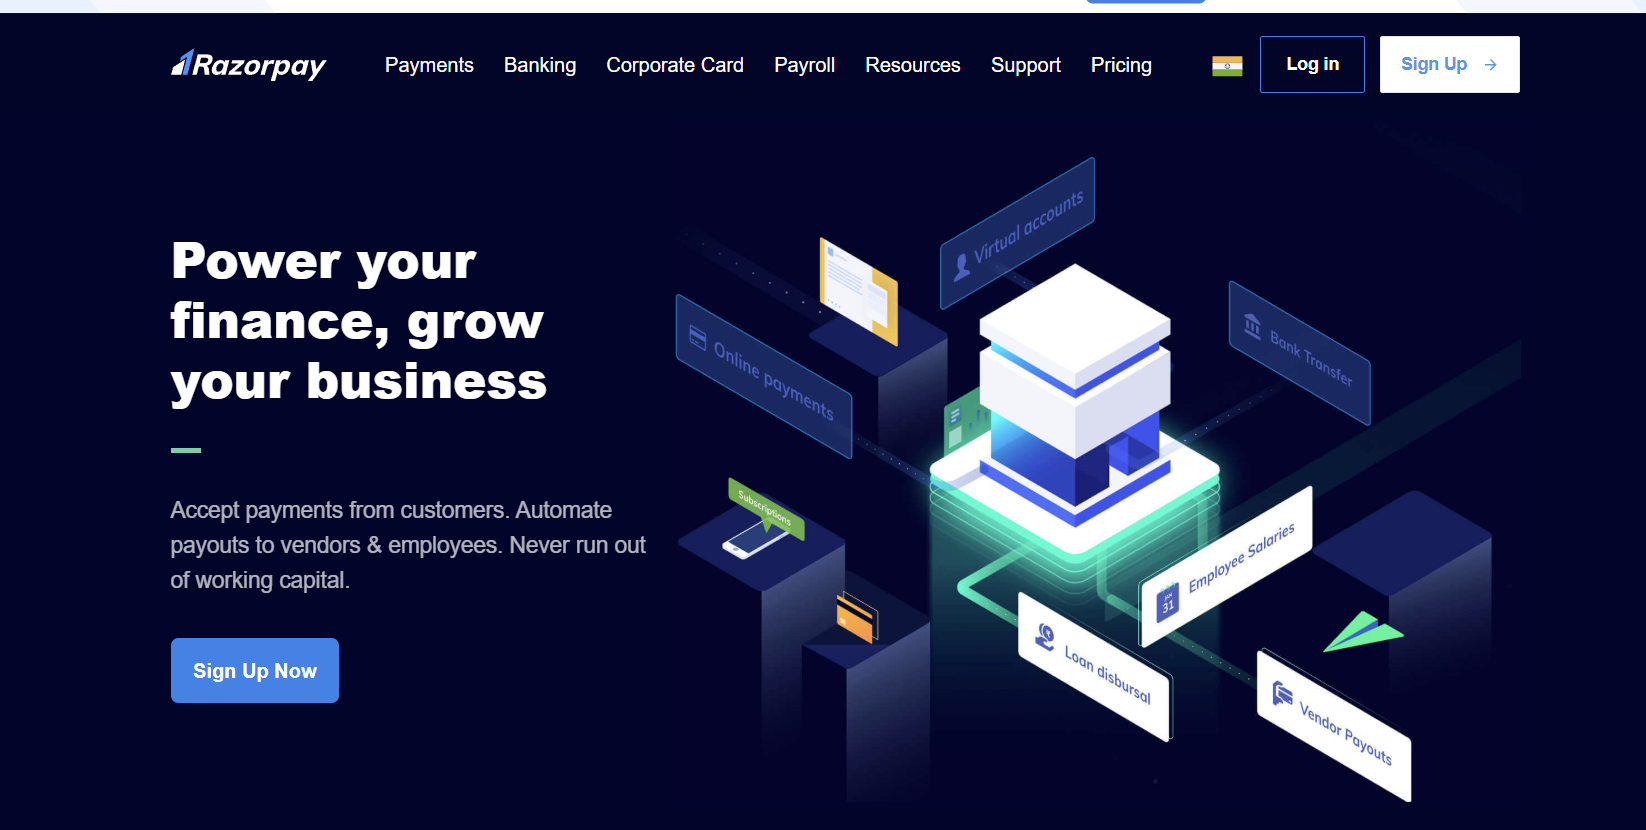 Razorpay
Payments
Banking
Corporate Card
Payroll
Resources
Support
Pricing
Log in
Sign Up
Power your
finance, grow
your business
Accept payments from customers. Automate
payouts to vendors & employees. Never run out
of working capital.
Sign Up Now
Virtual accounts
Online payments
Bank Transfer
Subscriptions
Employee Salaries
JAN
31
Loan disbursal
Vendor Payouts